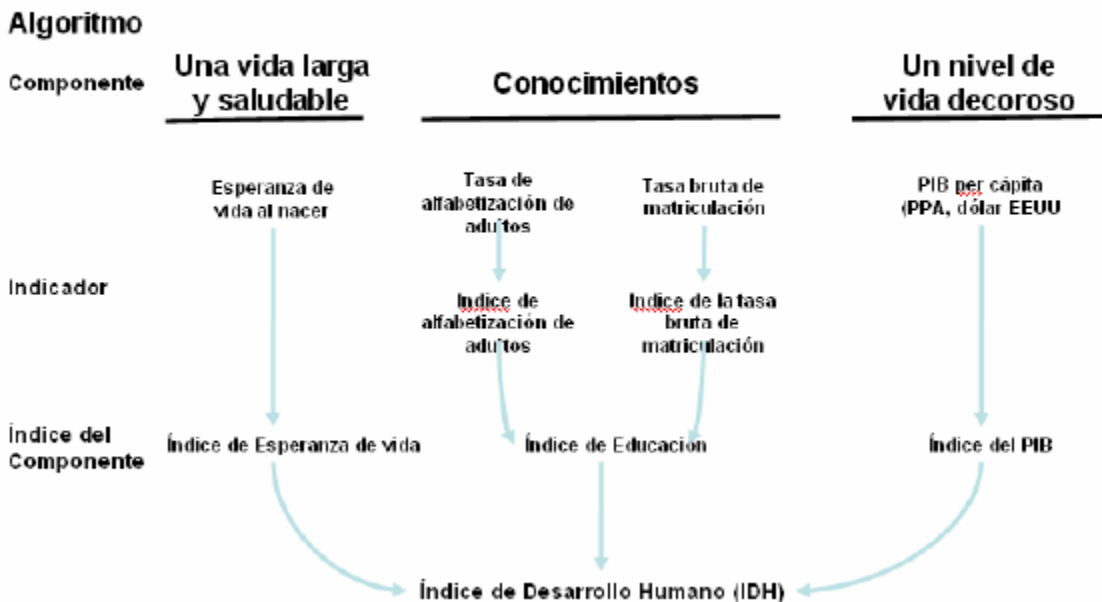 Algoritmo
Componente
Una vida larga
y saludable
Conocimientos
Un nivel de
vida decoroso
Esperanza de
vida al nacer
Tasa de
alfabetización de
adultos
Tasa bruta de
matriculación
PIB per cápita
(PPA, dólar EEUU
Indicador
Indice de
alfabetización de
adultos
Indice de la tasa
bruta de
matriculación
Índice del
Componente
Índice de Esperanza de vida
Índice de Educación
Índice del PIB
Índice de Desarrollo Humano (IDH)